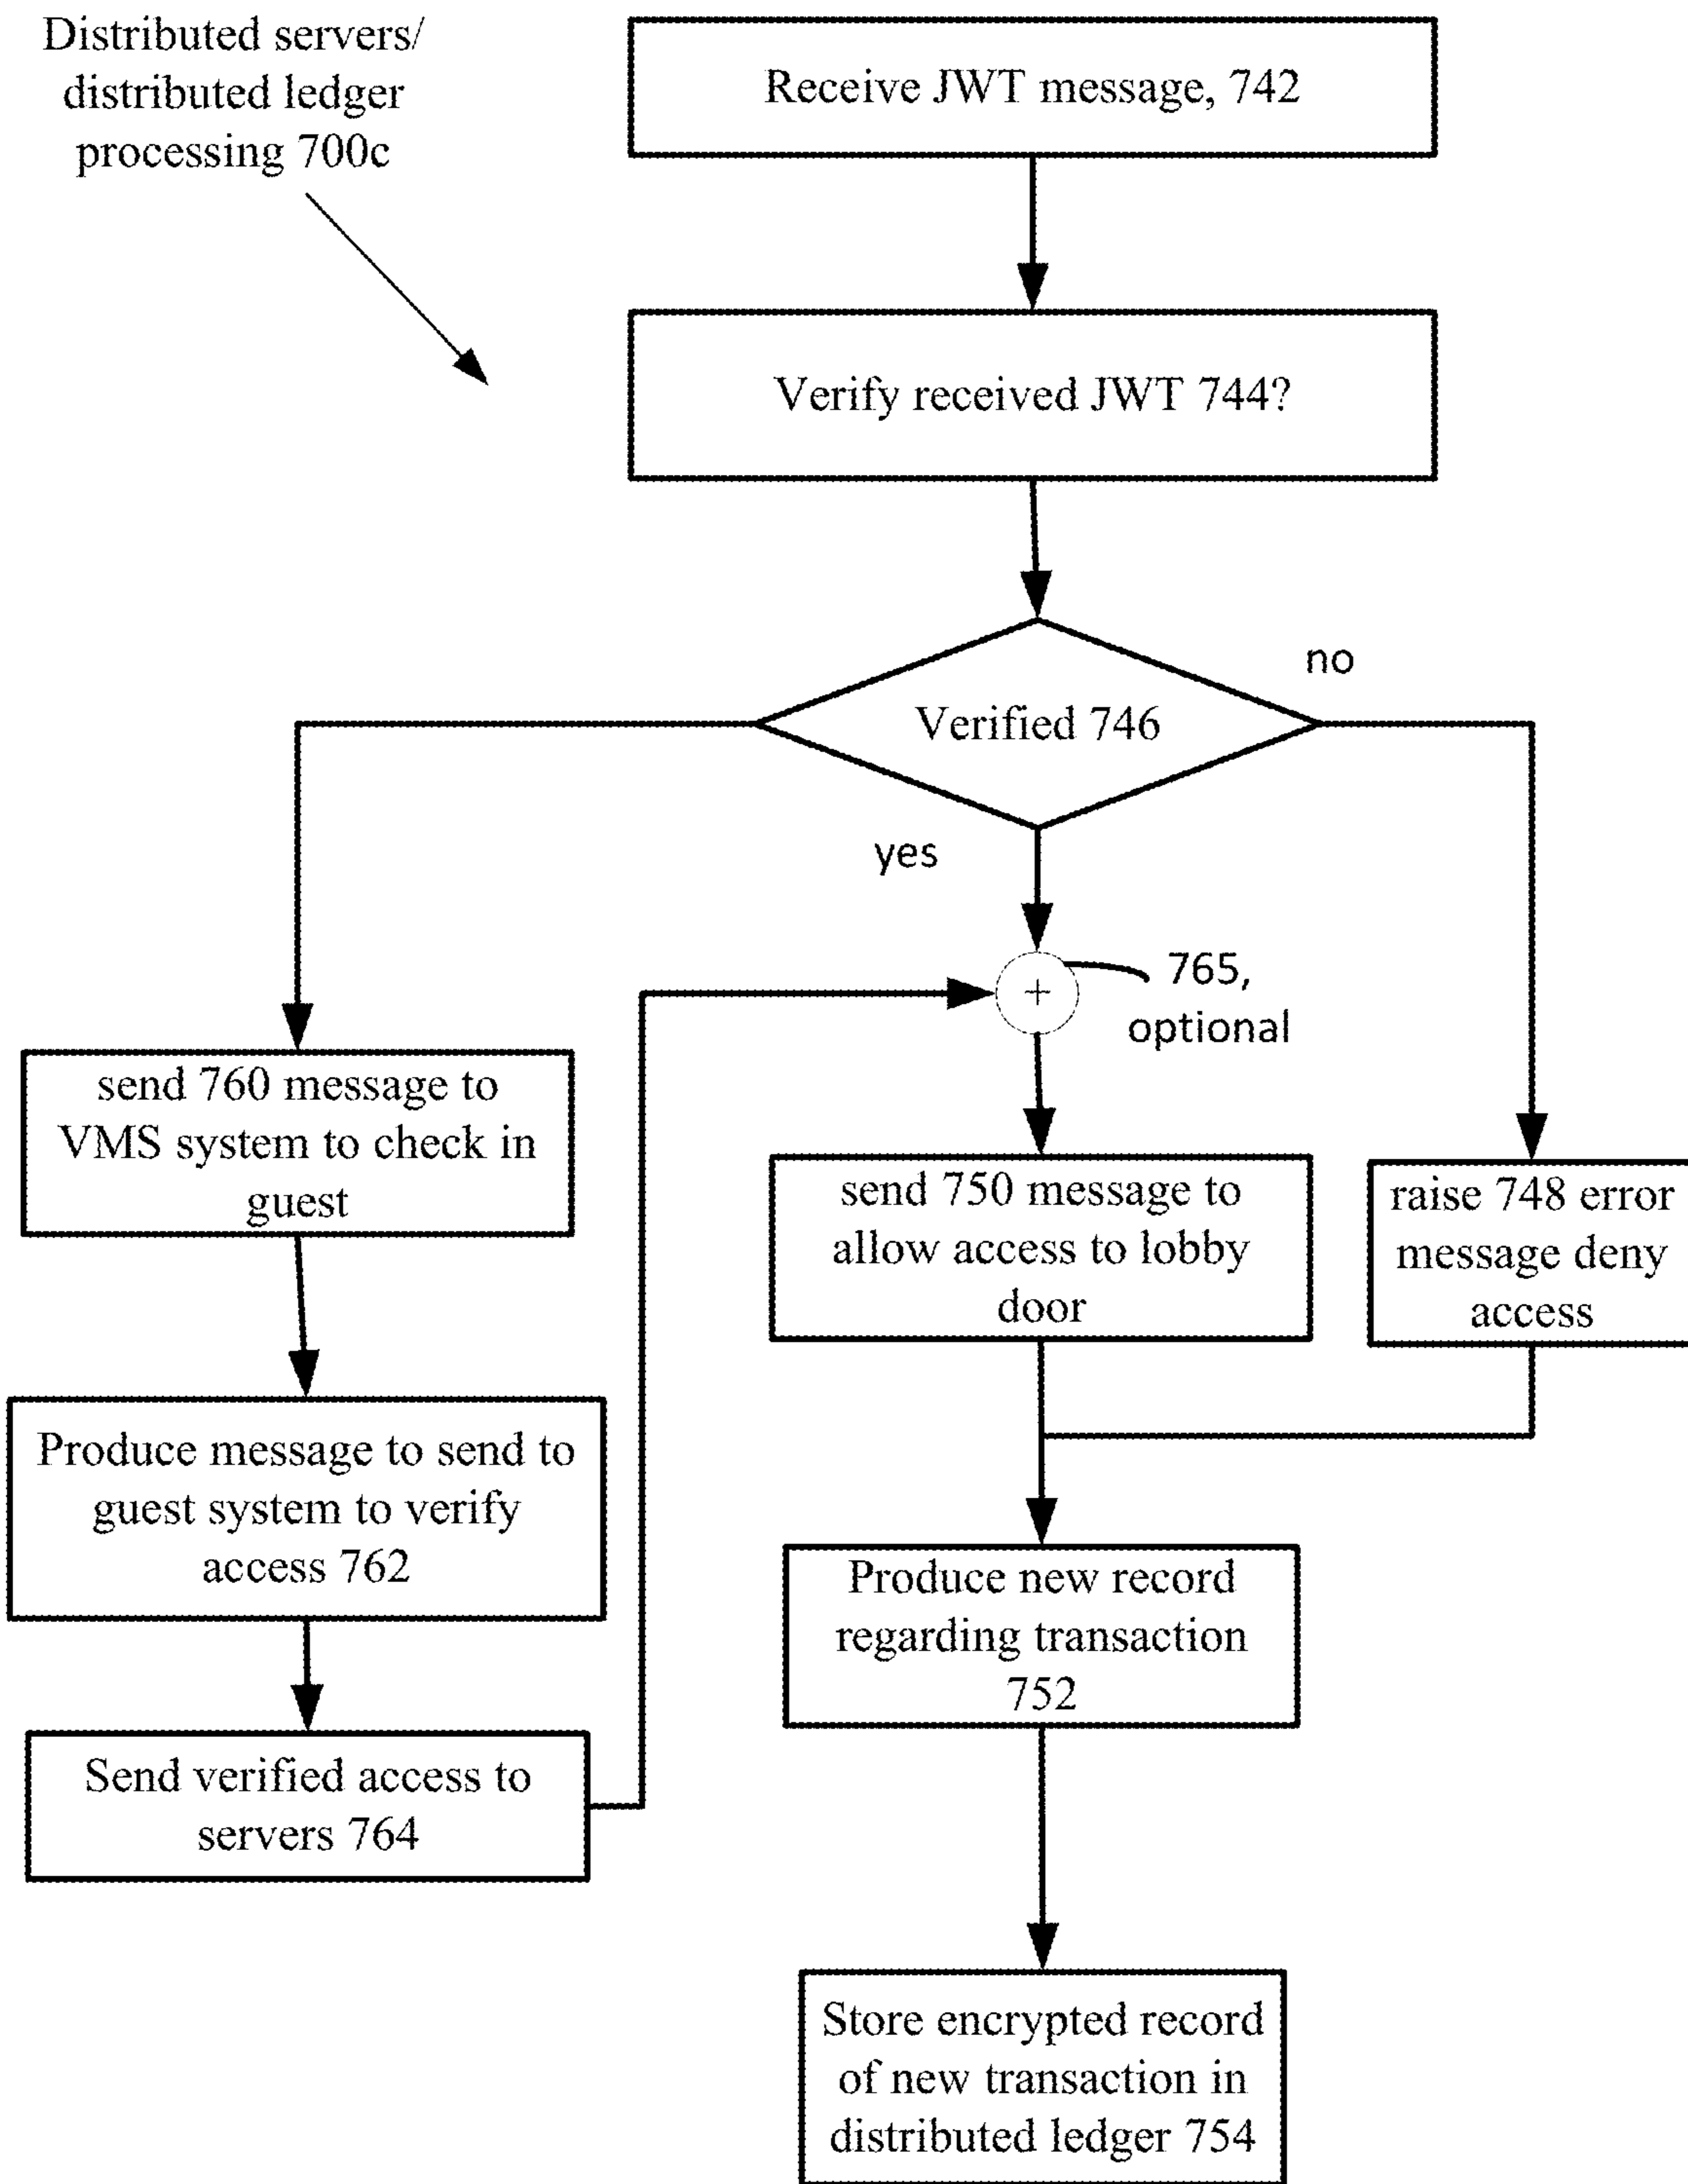 Distributed servers/
distributed ledger
processing 700c
Receive JWT message, 742
Verify received JWT 744?
Verified 746
no
yes
+
765,
optional
send 760 message to
VMS system to check in
guest
send 750 message to
allow access to lobby
door
raise 748 error
message deny
access
Produce message to send to
guest system to verify
access 762
Produce new record
regarding transaction
752
Send verified access to
servers 764
Store encrypted record
of new transaction in
distributed ledger 754